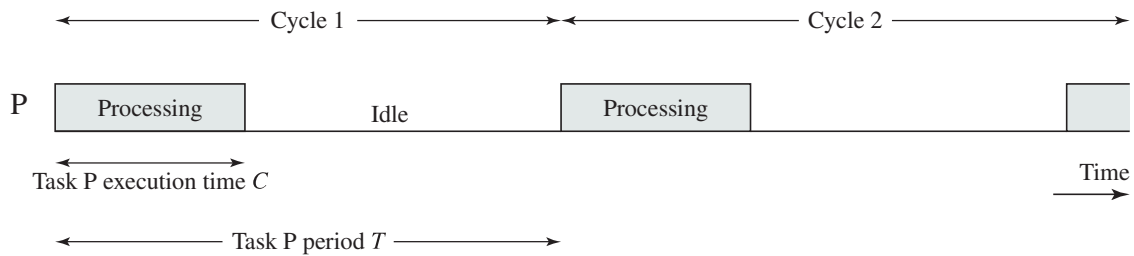 Cycle 1
Cycle 2
P
Processing
Idle
Processing
Task P execution time C
Time
Task P period T